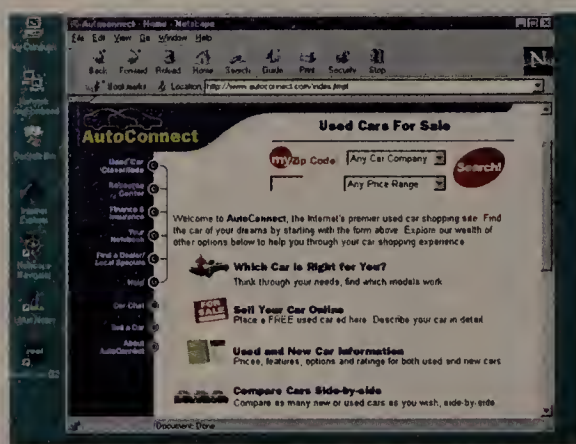 AutoConnect - Home - Netscape
File Edit View Go Window Help
Back Forward Reload Home Search Guide Print Security Stop
N
Bookmarks Location: http://www.autoconnect.com/index.jhtml
AutoConnect
Used Cars For Sale
my Zip Code
Any Car Company
Any Price Range
Search!
Used Car
Classifieds
Resource
Center
Finance &
Insurance
Your
Notebook
Find a Dealer/
Local Specials
Help!
Car Chat
Sell a Car
About
AutoConnect
Welcome to AutoConnect, the Internet's premier used car shopping site. Find
the car of your dreams by starting with the form above. Explore our wealth of
other options below to help you through your car shopping experience
Which Car is Right for You?
Think through your needs, find which models work
FOR
SALE
Sell Your Car Online
Place a FREE used car ad here. Describe your car in detail
Used and New Car Information
Prices, features, options and ratings for both used and new cars
Compare Cars Side-by-side
Compare as many new or used cars as you wish, side-by-side
Document: Done
My Computer
Recycle Bin
Internet
Explorer
Netscape
Navigator